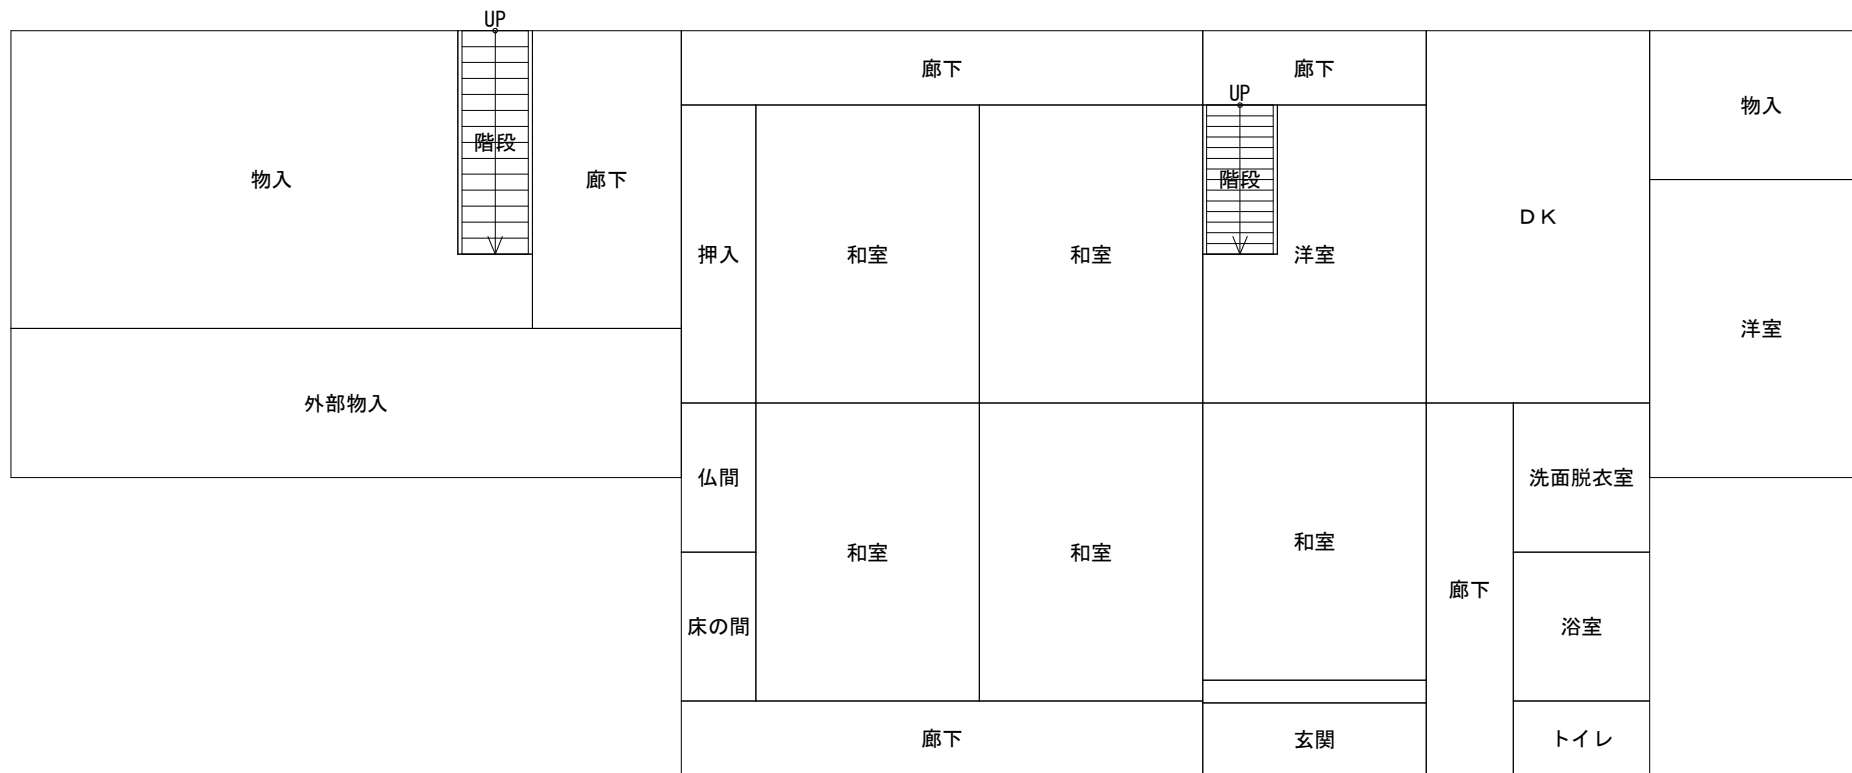 UP
廊下
廊下
UP
物入
階段
物入
廊下
階段
ＤＫ
押入
和室
和室
洋室
洋室
外部物入
仏間
洗面脱衣室
和室
和室
和室
廊下
床の間
浴室
廊下
玄関
トイレ